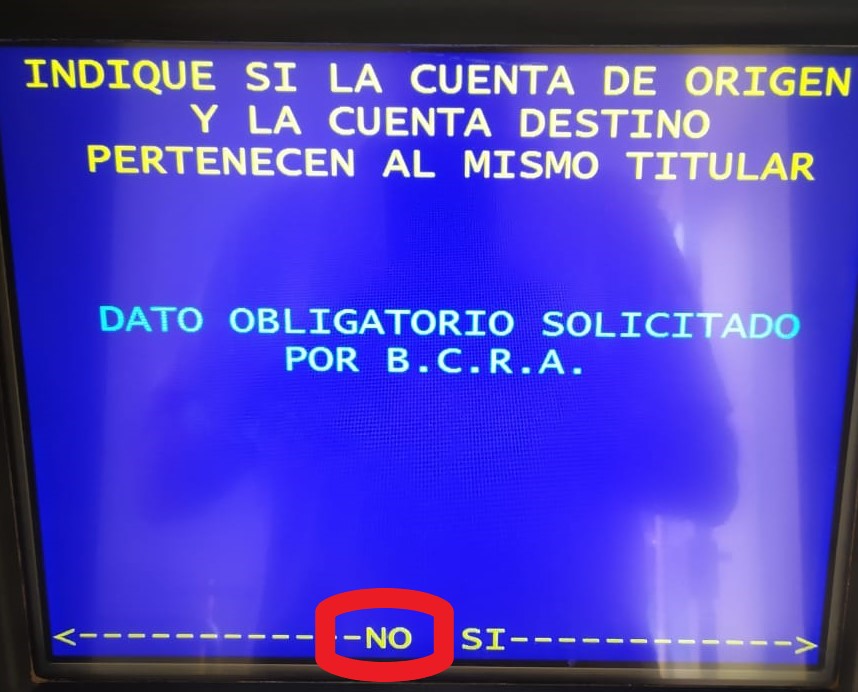 INDIQUE SI LA CUENTA DE ORIGEN
Y LA CUENTA DESTINO
PERTENECEN AL MISMO TITULAR
DATO OBLIGATORIO SOLICITADO
POR B.C.R.A.
<------------NO SI------------>